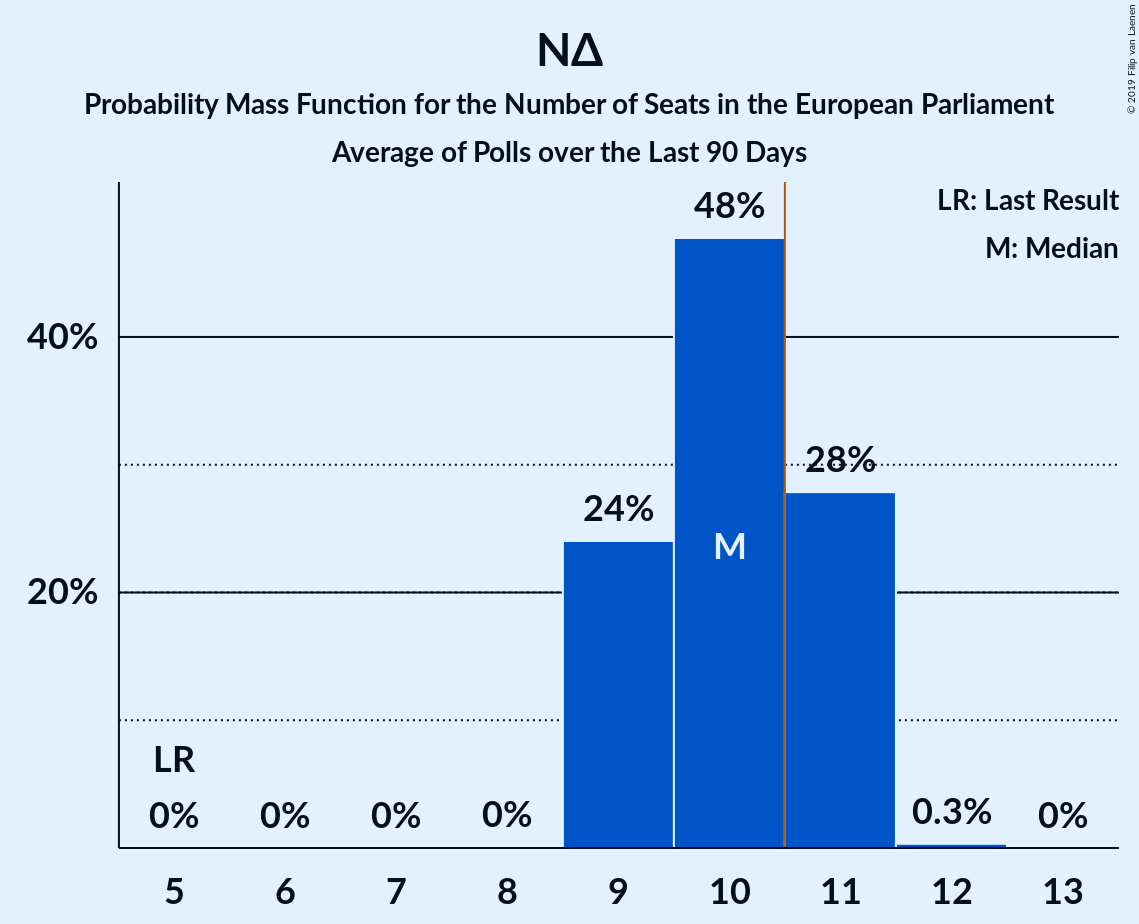 © 2019 Filip van Laenen
ΝΔ
Probability Mass Function for the Number of Seats in the European Parliament
Average of Polls over the Last 90 Days
LR: Last Result
M: Median
48%
40%
28%
24%
M
20%
LR
0% 0% 0% 0% 0.3% 0%
5 6 7 8 9 10 11 12 13